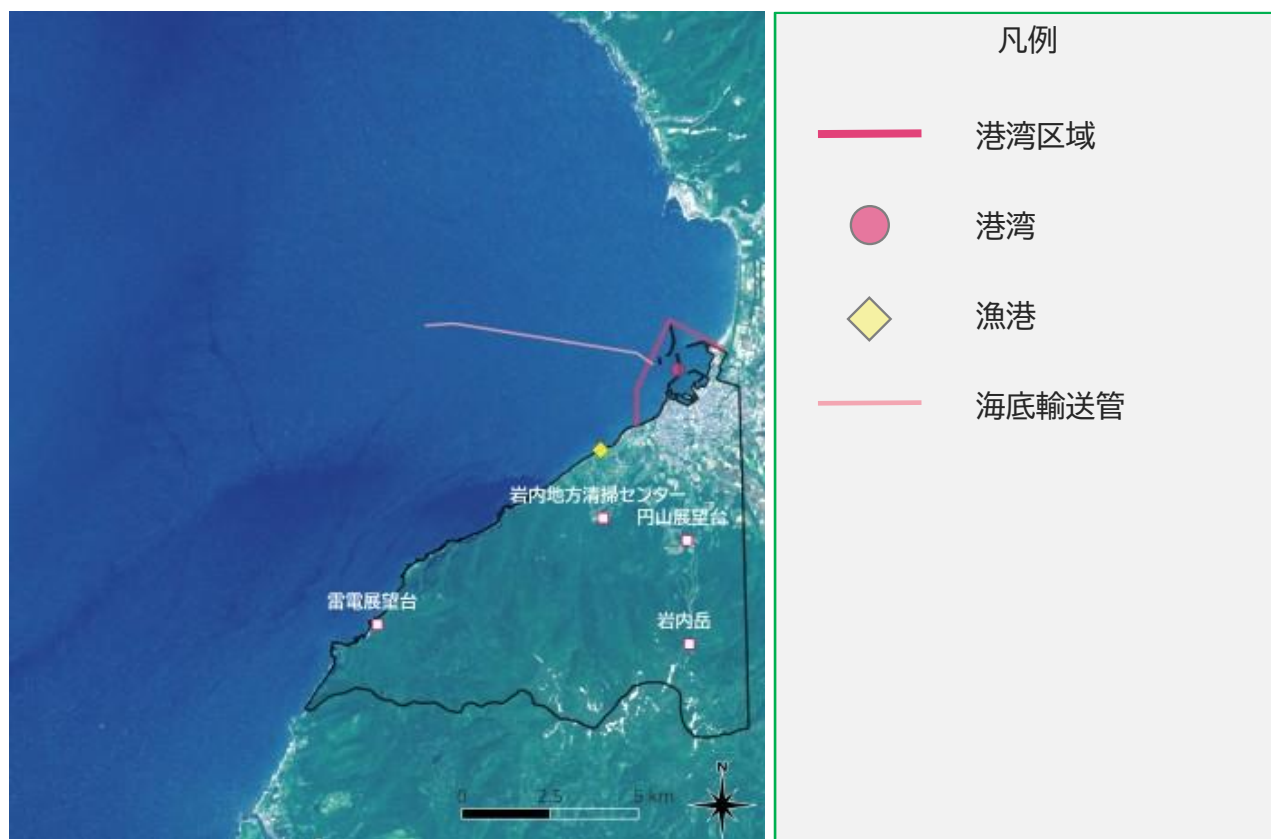 岩内地方清掃センター
円山展望台
雷電展望台
岩内岳
0 2.5 5 km
N
凡例
港湾区域
港湾
漁港
海底輸送管